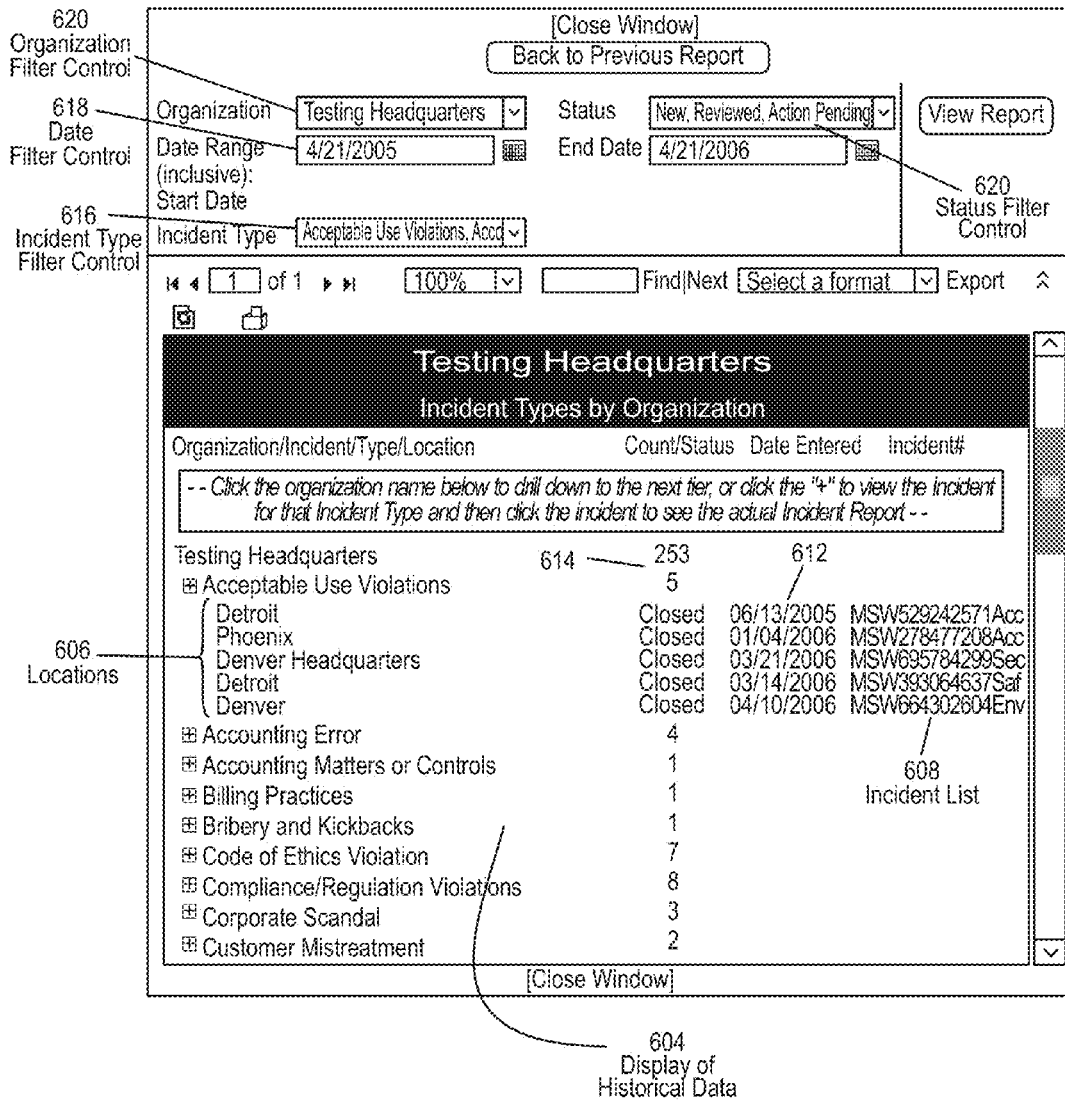 620
Organization
Filter Control
618
Date
Filter Control
616
Incident Type
Filter Control
[Close Window]
Back to Previous Report
Organization Testing Headquarters Status New, Reviewed, Action Pending View Report
Date Range 4/21/2005 End Date 4/21/2006
(inclusive):
Start Date
Incident Type Acceptable Use Violations, Accd
620
Status Filter
Control
1 of 1 100% Find|Next Select a format Export
Testing Headquarters
Incident Types by Organization
Organization/Incident/Type/Location Count/Status Date Entered Incident#
- - Click the organization name below to drill down to the next tier, or click the "+" to view the Incident
for that Incident Type and then click the incident to see the actual Incident Report - -
Testing Headquarters 614 253 612
Acceptable Use Violations 5
Detroit Closed 06/13/2005 MSW529242571Acc
Phoenix Closed 01/04/2006 MSW278477208Acc
Denver Headquarters Closed 03/21/2006 MSW695784299Sec
Detroit Closed 03/14/2006 MSW393064637Saf
Denver Closed 04/10/2006 MSW664302604Env
606
Locations
Accounting Error 4
Accounting Matters or Controls 1
Billing Practices 1
Bribery and Kickbacks 1
Code of Ethics Violation 7
Compliance/Regulation Violations 8
Corporate Scandal 3
Customer Mistreatment 2
608
Incident List
[Close Window]
604
Display of
Historical Data